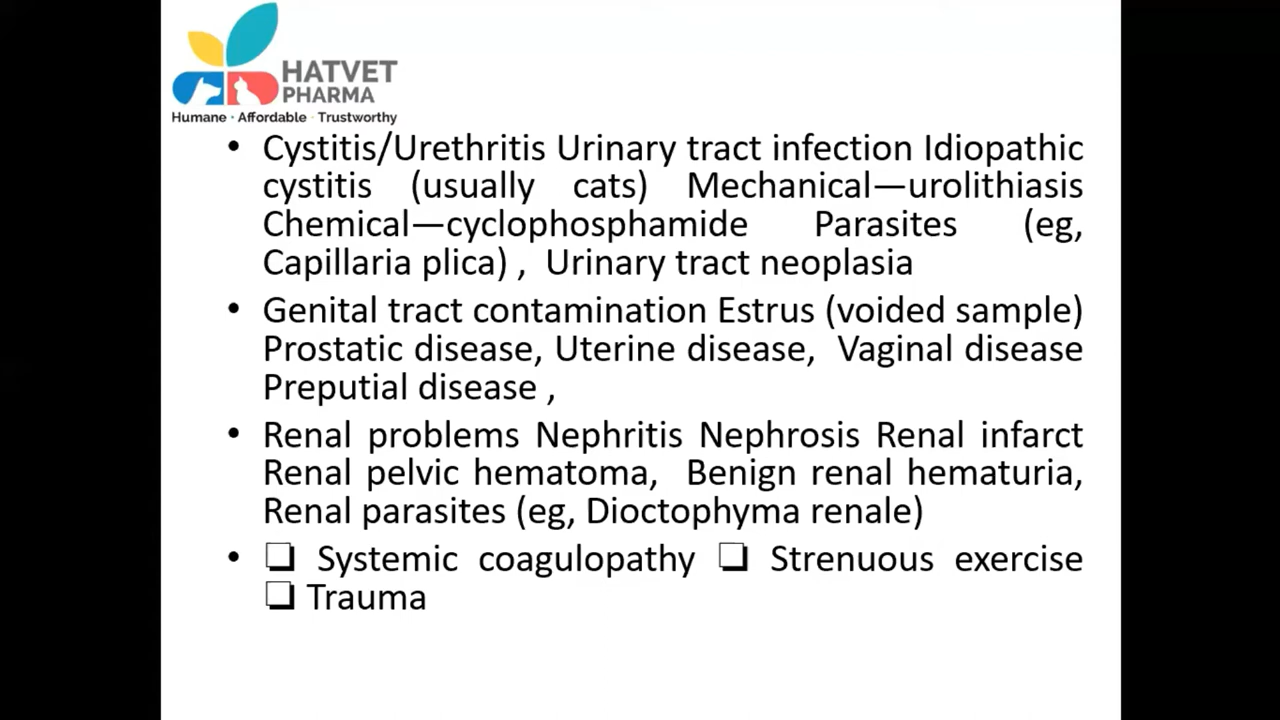 HATVET
PHARMA
Humane · Affordable · Trustworthy
• Cystitis/Urethritis Urinary tract infection Idiopathic
cystitis (usually cats) Mechanical—urolithiasis
Chemical—cyclophosphamide Parasites (eg,
Capillaria plica) , Urinary tract neoplasia
• Genital tract contamination Estrus (voided sample)
Prostatic disease, Uterine disease, Vaginal disease
Preputial disease ,
• Renal problems Nephritis Nephrosis Renal infarct
Renal pelvic hematoma, Benign renal hematuria,
Renal parasites (eg, Dioctophyma renale)
• ❑ Systemic coagulopathy ❑ Strenuous exercise
❑ Trauma